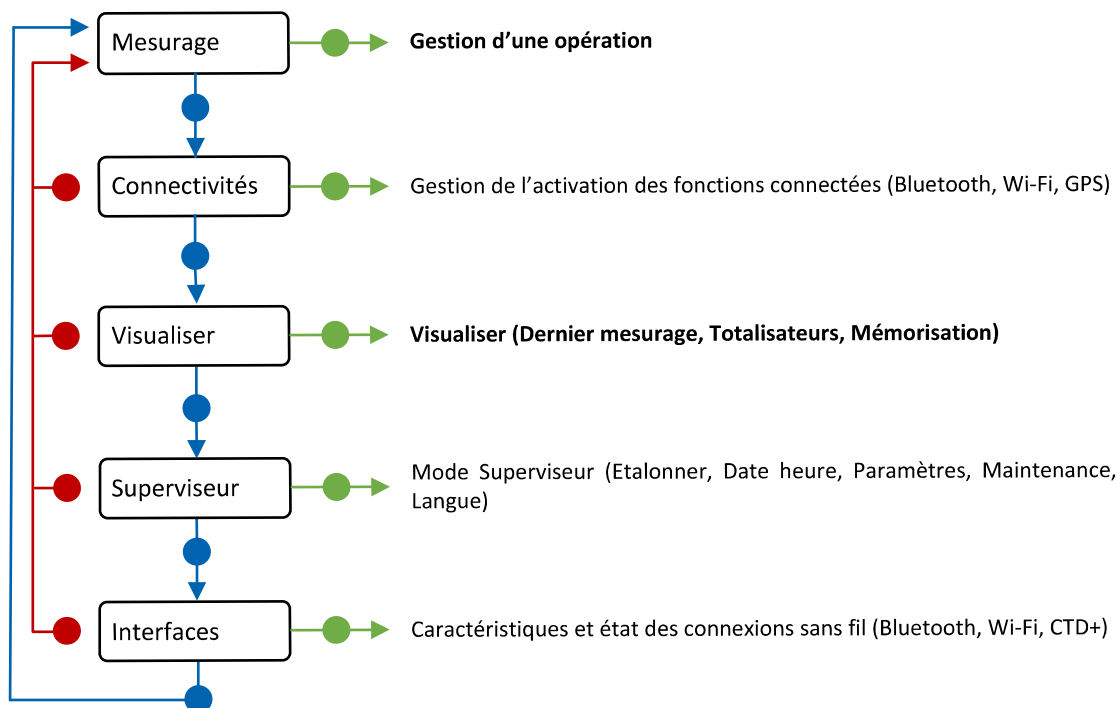 Mesurage
Gestion d’une opération
Connectivités
Gestion de l’activation des fonctions connectées (Bluetooth, Wi-Fi, GPS)
Visualiser
Visualiser (Dernier mesurage, Totalisateurs, Mémorisation)
Superviseur
Mode Superviseur (Etalonner, Date heure, Paramètres, Maintenance,
Langue)
Interfaces
Caractéristiques et état des connexions sans fil (Bluetooth, Wi-Fi, CTD+)